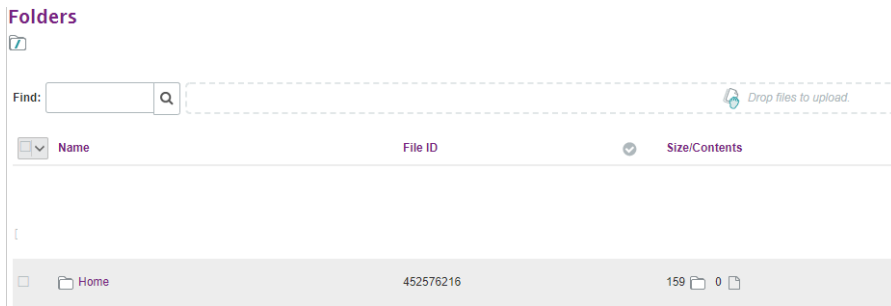 Folders
Find:
Drop files to upload.
Name File ID Size/Contents
Home 452576216 159 0